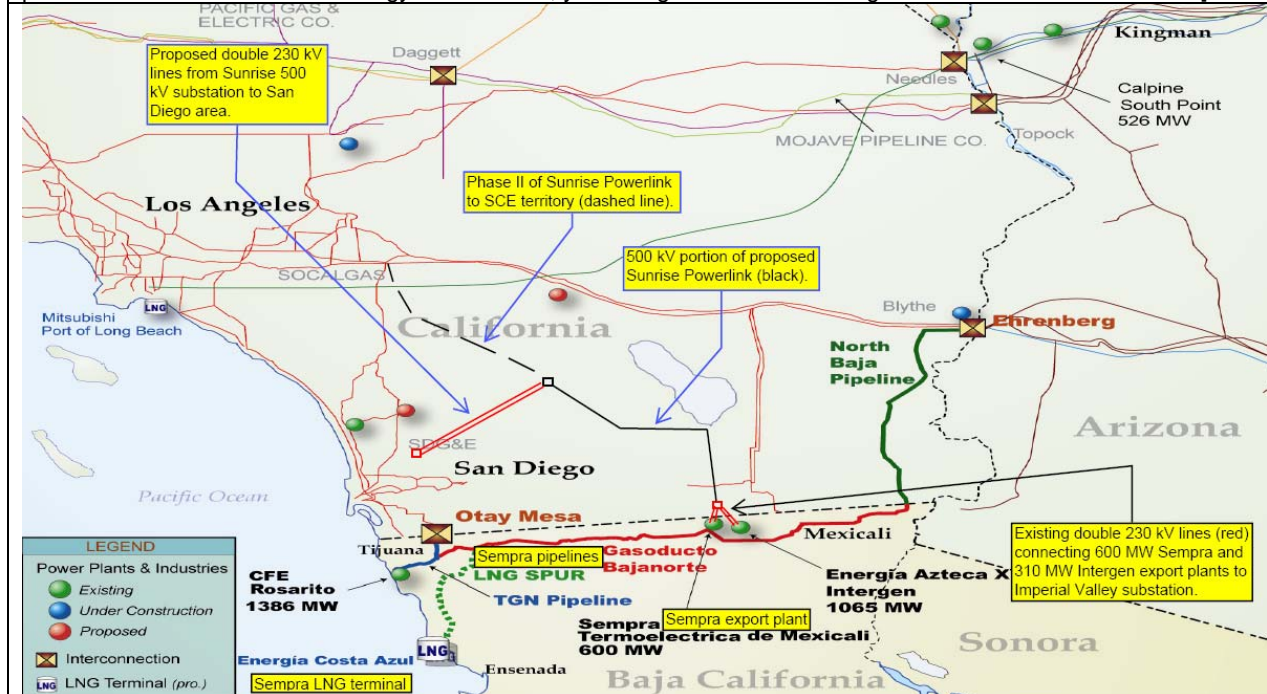 PACIFIC GAS &
ELECTRIC CO.
Proposed double 230 kV
lines from Sunrise 500
kV substation to San
Diego area.
Daggett
Needles
Kingman
Calpine
South Point
526 MW
MOJAVE PIPELINE CO.
Topock
Phase II of Sunrise Powerlink
to SCE territory (dashed line).
Los Angeles
500 kV portion of proposed
Sunrise Powerlink (black).
SOCALGAS
LNG
Mitsubishi
Port of Long Beach
California
Blythe
Ehrenberg
North
Baja
Pipeline
Arizona
SDG&E
San Diego
Pacific Ocean
Otay Mesa
Mexicali
Tijuana
Sempra pipelines
Gasoducto
Bajanorte
LNG SPUR
TGN Pipeline
CFE
Rosarito
1386 MW
Existing double 230 kV lines (red)
connecting 600 MW Sempra and
310 MW Intergen export plants to
Imperial Valley substation.
Energía Azteca X
Intergen
1065 MW
Sempra export plant
Sempra
Termoelectrica de Mexicali
600 MW
Sonora
LNG
Energía Costa Azul
Sempra LNG terminal
Ensenada
Baja California
LEGEND
Power Plants & Industries
Existing
Under Construction
Proposed
Interconnection
LNG LNG Terminal (pro.)